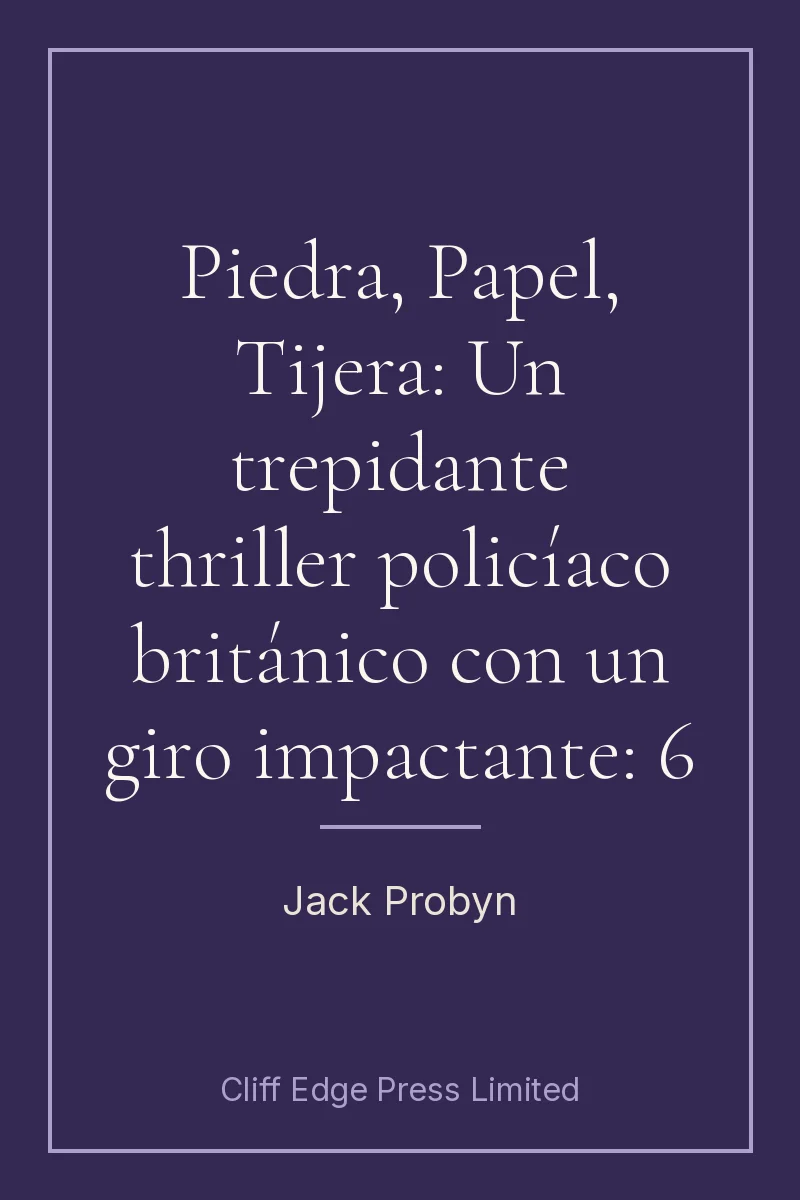 Piedra, Papel,
Tijera: Un
trepidante
thriller policíaco
británico con un
giro impactante: 6
Jack Probyn
Cliff Edge Press Limited